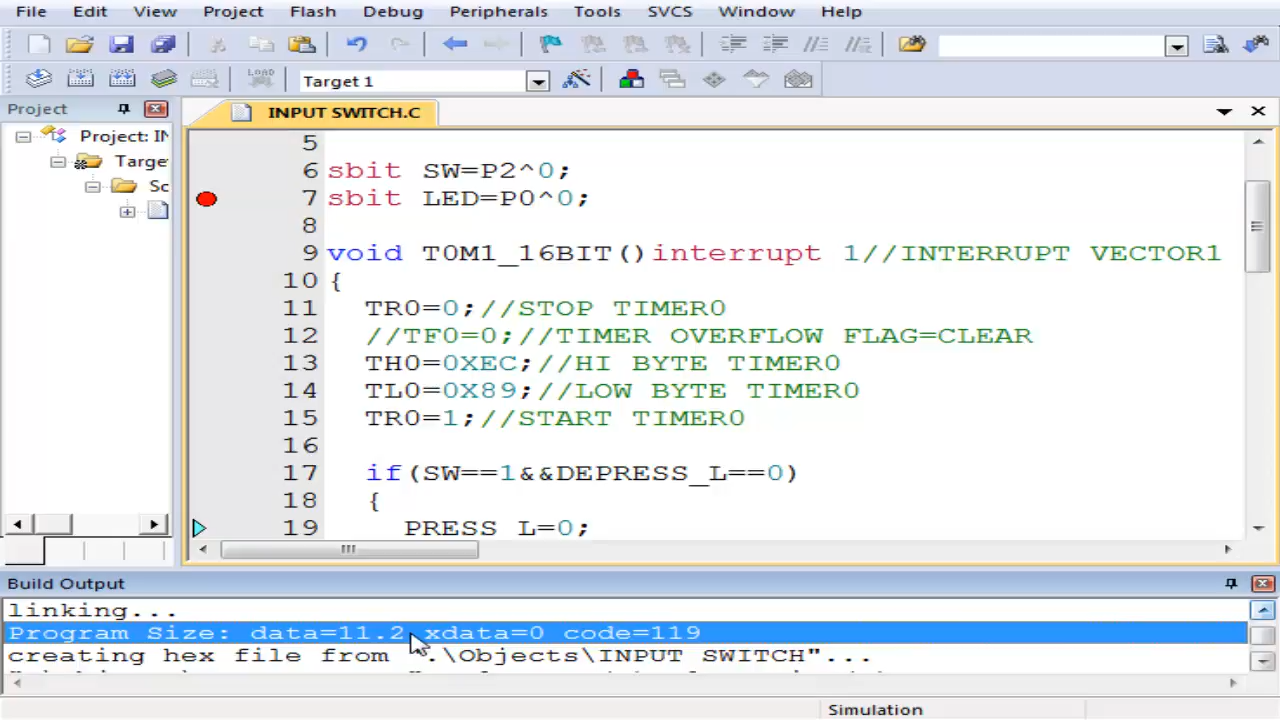 File Edit View Project Flash Debug Peripherals Tools SVCS Window Help
LOAD Target 1
Project
INPUT SWITCH.C
Project: IN
Targe
Sc
5
6 sbit SW=P2^0;
7 sbit LED=P0^0;
8
9 void T0M1_16BIT()interrupt 1//INTERRUPT VECTOR1
10 {
11 TR0=0;//STOP TIMER0
12 //TF0=0;//TIMER OVERFLOW FLAG=CLEAR
13 TH0=0XEC;//HI BYTE TIMER0
14 TL0=0X89;//LOW BYTE TIMER0
15 TR0=1;//START TIMER0
16
17 if(SW==1&&DEPRESS_L==0)
18 {
19 PRESS L=0;
Build Output
linking...
Program Size: data=11.2 xdata=0 code=119
creating hex file from ".\Objects\INPUT SWITCH"...
Simulation